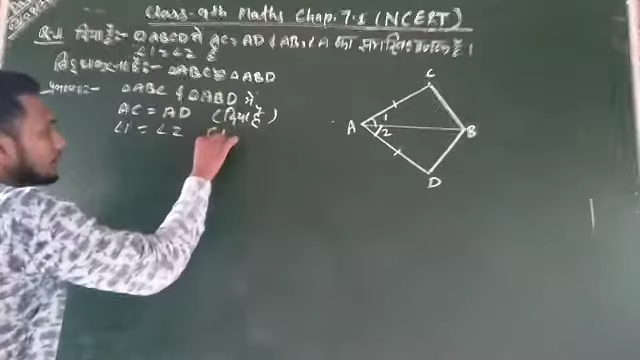 Class-9th Maths Chap. 7.1 (NCERT)
Q.1 दिया है:- □ABCD में AC = AD & AB, ∠A का समद्विभाजक है।
∠1 = ∠2 है
सिद्ध करना है:- △ABC ≅ △ABD
△ABC & △ABD में
AC = AD (दिया है)
∠1 = ∠2
C
A 1 2 B
D